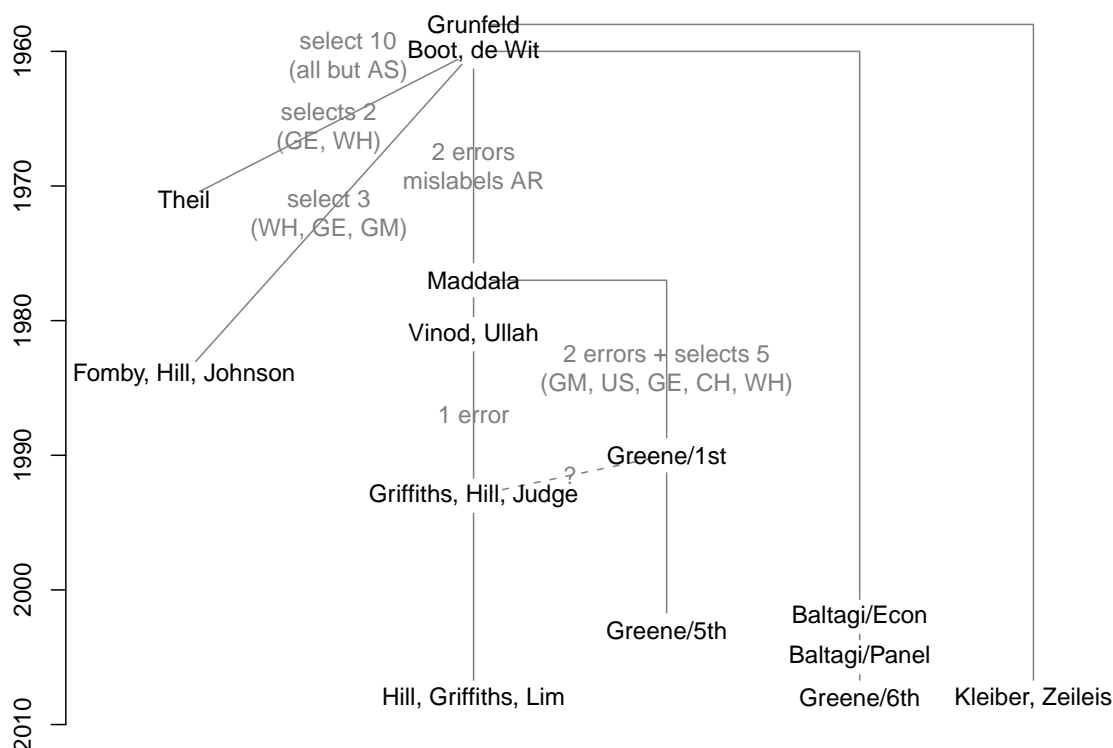 Grunfeld
1960
select 10
Boot, de Wit
(all but AS)
selects 2
(GE, WH)
2 errors
mislabels AR
1970
Theil
select 3
(WH, GE, GM)
Maddala
1980
Vinod, Ullah
2 errors + selects 5
(GM, US, GE, CH, WH)
Fomby, Hill, Johnson
1 error
1990
Greene/1st
?
Griffiths, Hill, Judge
2000
Baltagi/Econ
Greene/5th
Baltagi/Panel
Hill, Griffiths, Lim
Greene/6th
Kleiber, Zeileis
2010